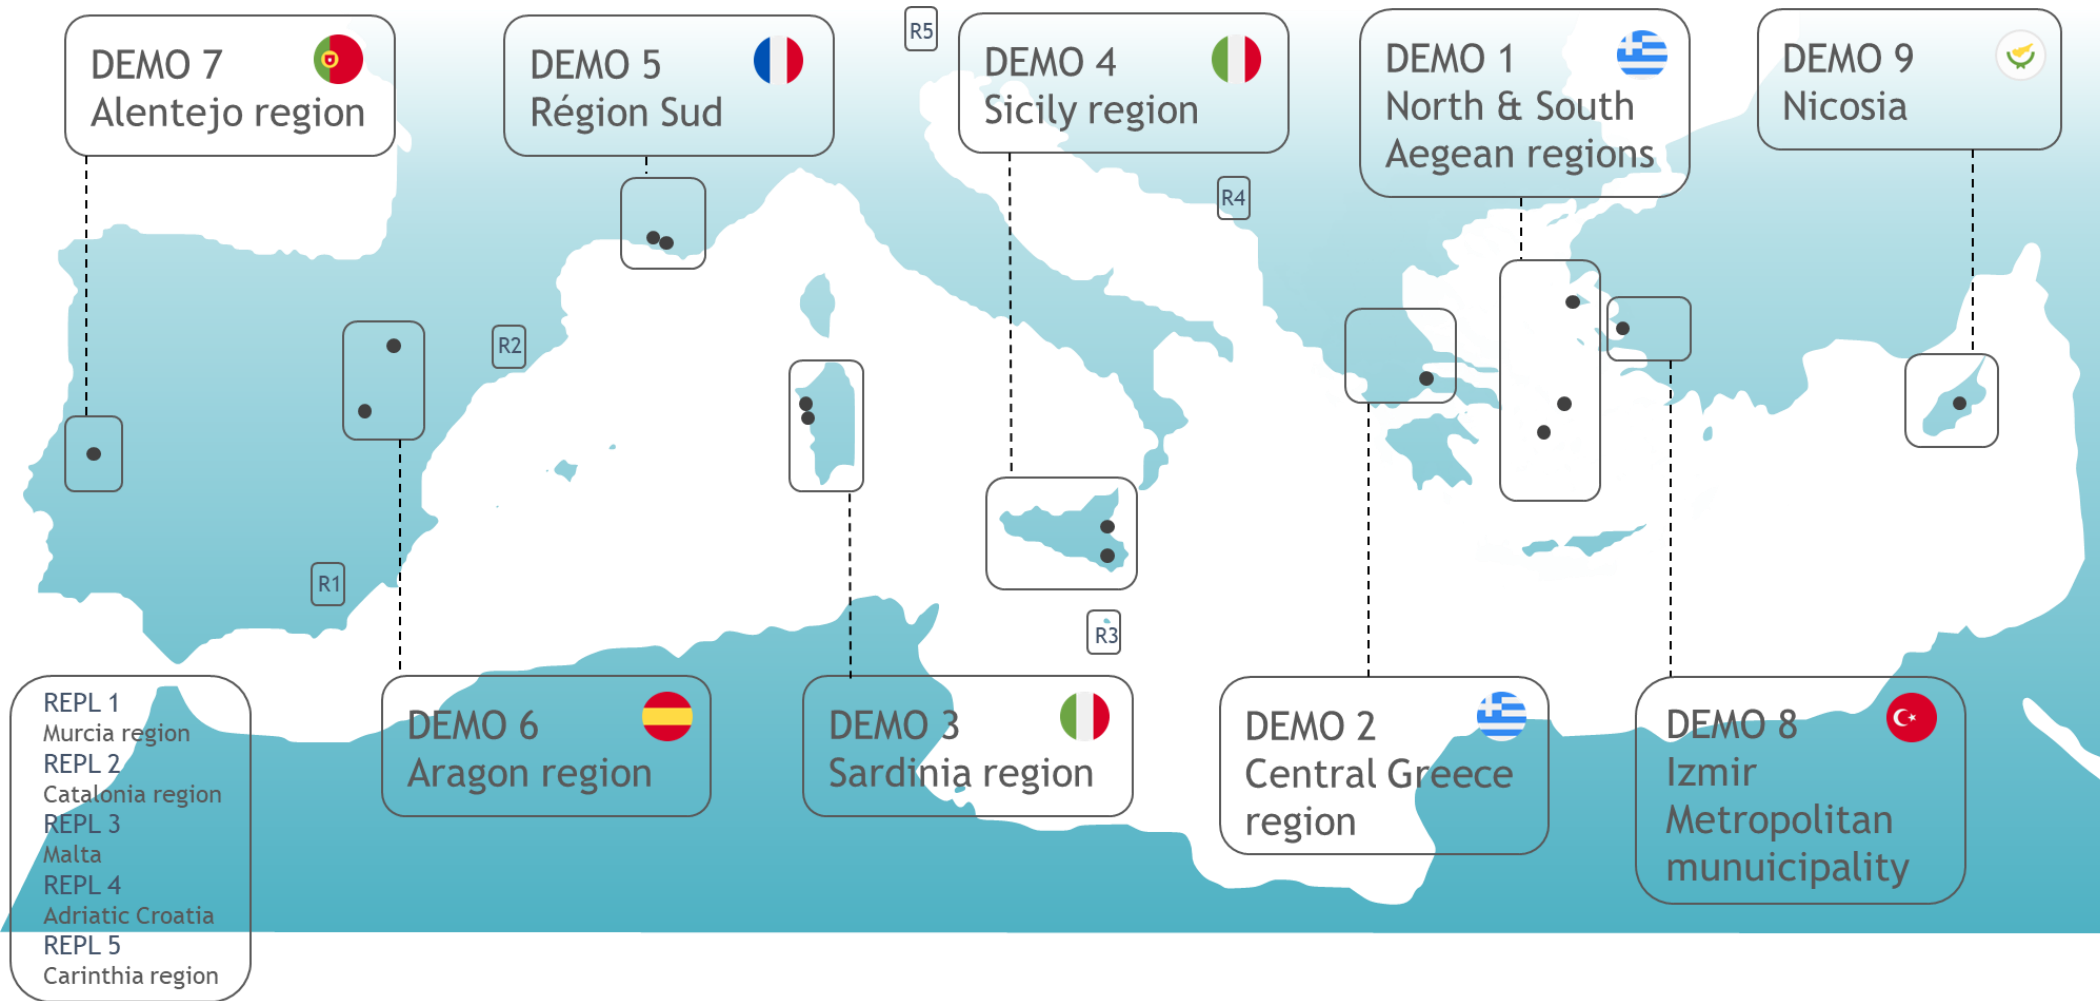 DEMO 7
Alentejo region
DEMO 5
Région Sud
R5
DEMO 4
Sicily region
DEMO 1
North & South
Aegean regions
DEMO 9
Nicosia
R4
R2
R1
R3
REPL 1
Murcia region
REPL 2
Catalonia region
REPL 3
Malta
REPL 4
Adriatic Croatia
REPL 5
Carinthia region
DEMO 6
Aragon region
DEMO 3
Sardinia region
DEMO 2
Central Greece
region
DEMO 8
Izmir
Metropolitan
munuicipality